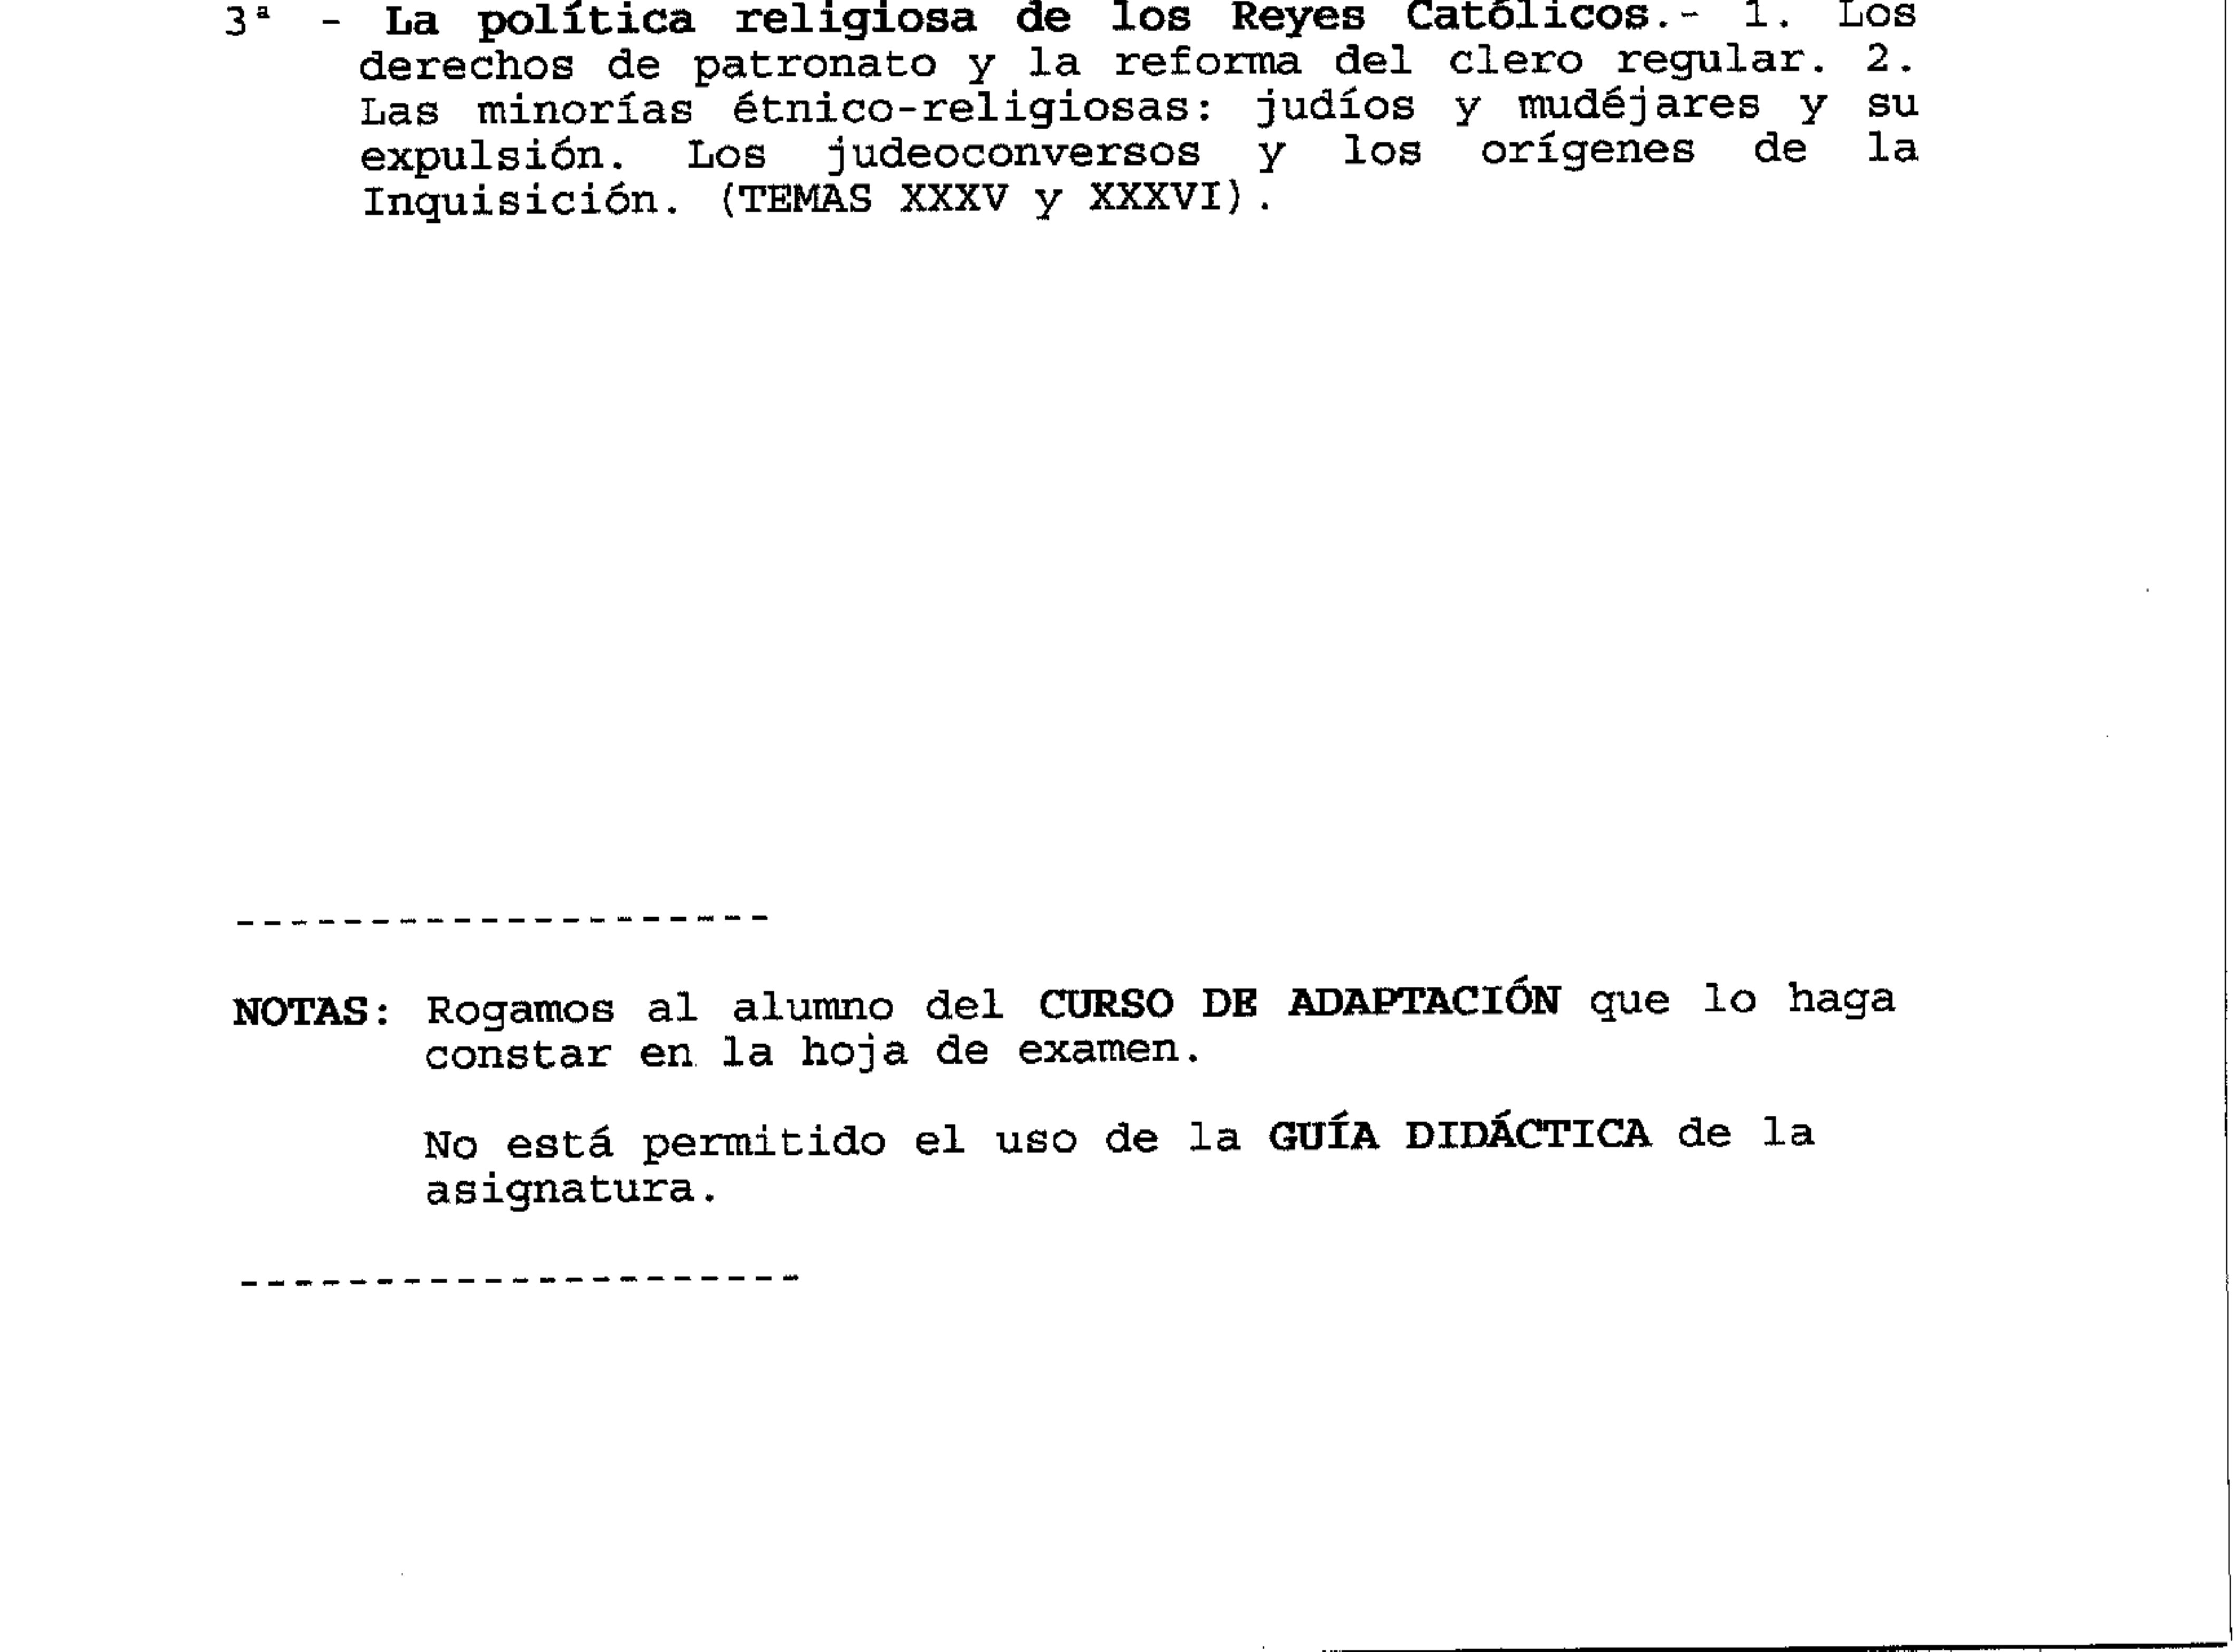 3ª - La política religiosa de los Reyes Católicos.- 1. Los
derechos de patronato y la reforma del clero regular. 2.
Las minorías étnico-religiosas: judíos y mudéjares y su
expulsión. Los judeoconversos y los orígenes de la
Inquisición. (TEMAS XXXV y XXXVI).
--------------------
NOTAS: Rogamos al alumno del CURSO DE ADAPTACIÓN que lo haga
constar en la hoja de examen.
No está permitido el uso de la GUÍA DIDÁCTICA de la
asignatura.
---------------------